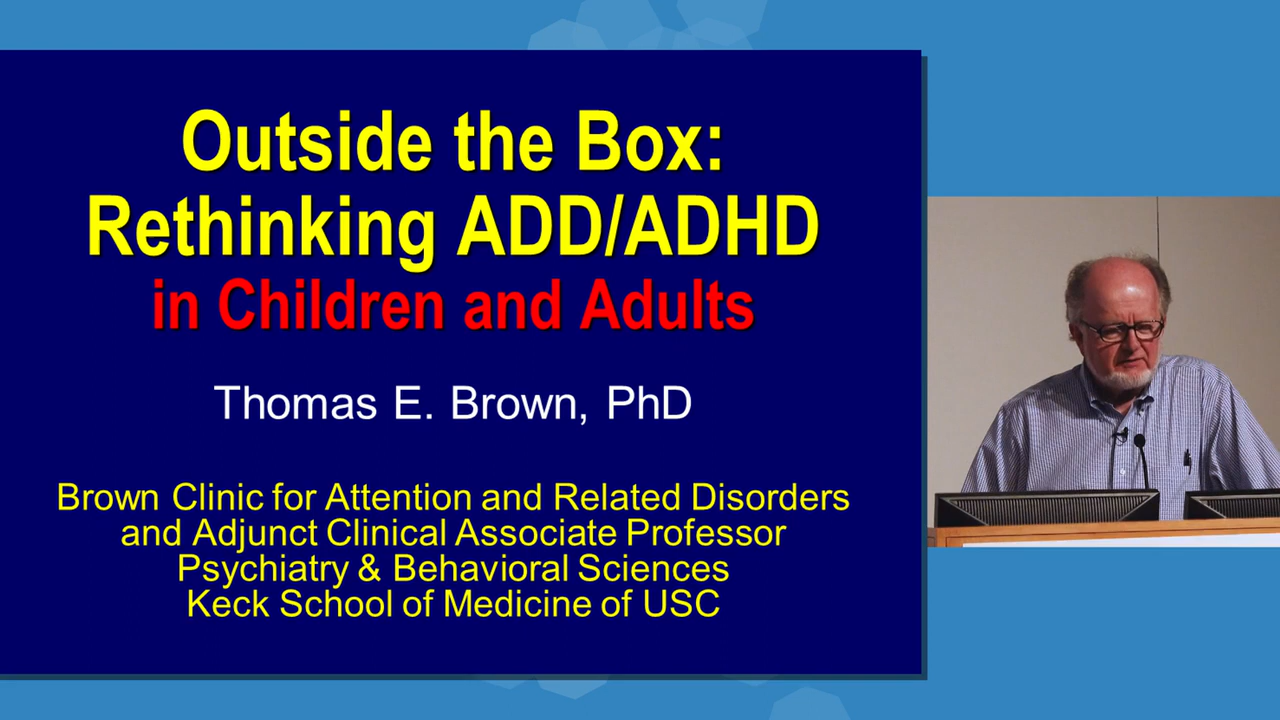 Outside the Box:
Rethinking ADD/ADHD
in Children and Adults
Thomas E. Brown, PhD
Brown Clinic for Attention and Related Disorders
and Adjunct Clinical Associate Professor
Psychiatry & Behavioral Sciences
Keck School of Medicine of USC